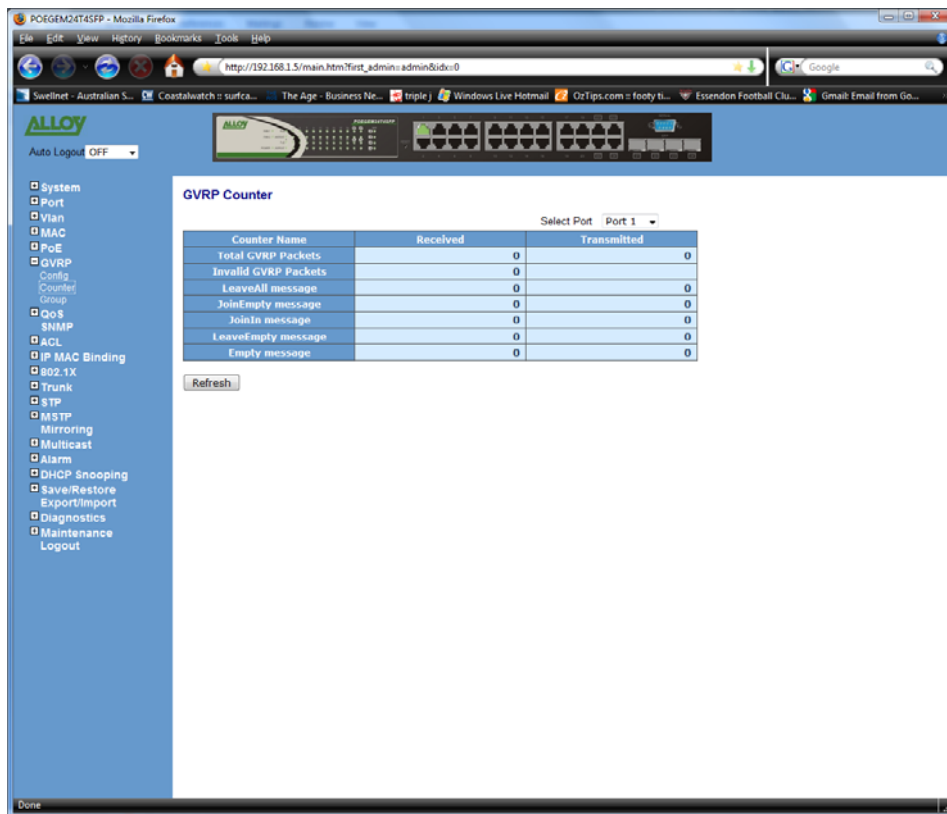 POEGEM24T4SFP - Mozilla Firefox
File Edit View History Bookmarks Tools Help
http://192.168.1.5/main.htm?first_admin=admin&idx=0
Google
Swellnet - Australian S... Coastalwatch :: surfca... The Age - Business Ne... triple j Windows Live Hotmail OzTips.com :: footy ti... Essendon Football Clu... Gmail: Email from Go...
ALLOY
Auto Logout OFF
ALLOY
POEGEM24T4SFP
System
Port
Vlan
MAC
PoE
GVRP
Config
Counter
Group
QoS
SNMP
ACL
IP MAC Binding
802.1X
Trunk
STP
MSTP
Mirroring
Multicast
Alarm
DHCP Snooping
Save/Restore
Export/Import
Diagnostics
Maintenance
Logout
GVRP Counter
Select Port Port 1
Counter Name Received Transmitted
Total GVRP Packets 0 0
Invalid GVRP Packets 0
LeaveAll message 0 0
JoinEmpty message 0 0
JoinIn message 0 0
LeaveEmpty message 0 0
Empty message 0 0
Refresh
Done